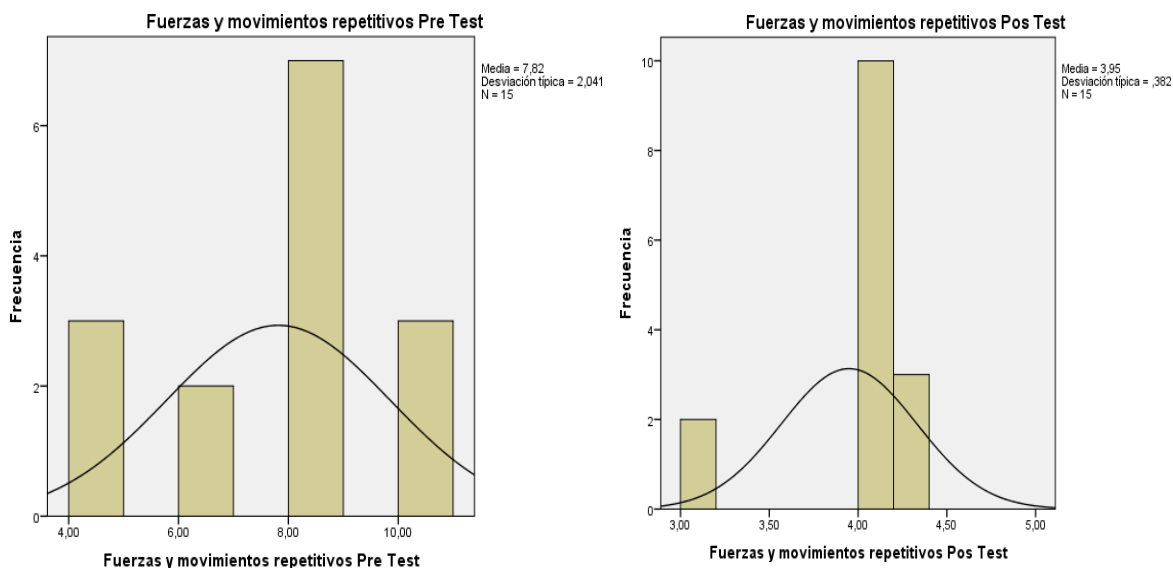 Fuerzas y movimientos repetitivos Pre Test
Media = 7,82
Desviación típica = 2,041
N = 15
Frecuencia
6
4
2
0
4,00 6,00 8,00 10,00
Fuerzas y movimientos repetitivos Pre Test
Fuerzas y movimientos repetitivos Pos Test
Media = 3,95
Desviación típica = ,382
N = 15
Frecuencia
10
8
6
4
2
0
3,00 3,50 4,00 4,50 5,00
Fuerzas y movimientos repetitivos Pos Test